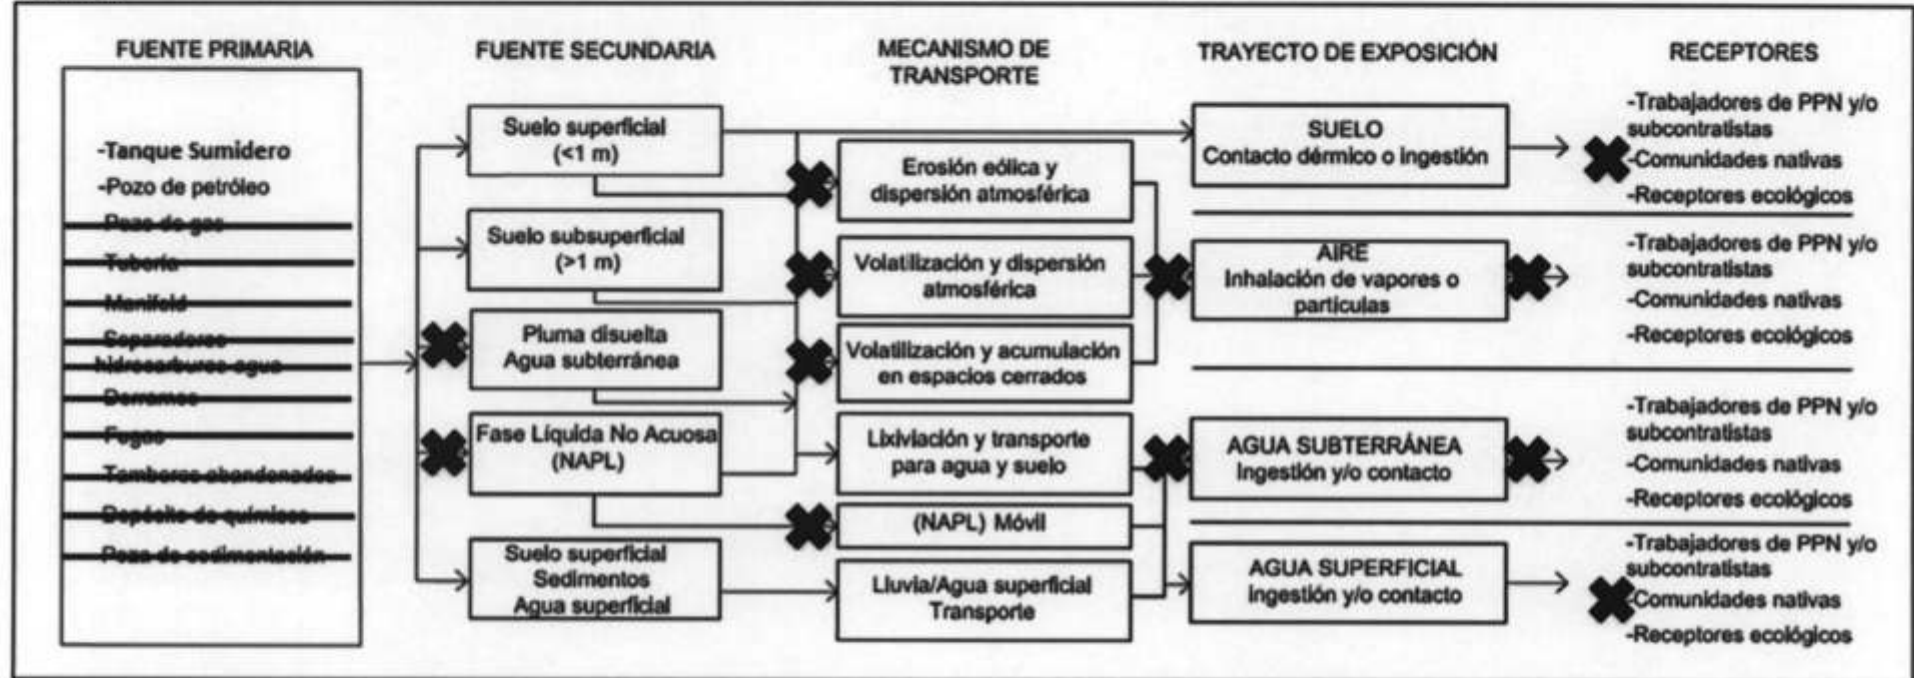 FUENTE PRIMARIA
-Tanque Sumidero
-Pozo de petróleo
-Pozo de gas
-Tubería
-Manifold
-Separadores
hidrocarburos-agua
-Derrames
-Fugas
-Tambores abandonados
-Depósito de químicos
-Poza de sedimentación
FUENTE SECUNDARIA
Suelo superficial
(<1 m)
Suelo subsuperficial
(>1 m)
Pluma disuelta
Agua subterránea
Fase Líquida No Acuosa
(NAPL)
Suelo superficial
Sedimentos
Agua superficial
MECANISMO DE
TRANSPORTE
Erosión eólica y
dispersión atmosférica
Volatilización y dispersión
atmosférica
Volatilización y acumulación
en espacios cerrados
Lixiviación y transporte
para agua y suelo
(NAPL) Móvil
Lluvia/Agua superficial
Transporte
TRAYECTO DE EXPOSICIÓN
SUELO
Contacto dérmico o ingestión
AIRE
Inhalación de vapores o
partículas
AGUA SUBTERRÁNEA
Ingestión y/o contacto
AGUA SUPERFICIAL
ingestión y/o contacto
RECEPTORES
-Trabajadores de PPN y/o
subcontratistas
-Comunidades nativas
-Receptores ecológicos
-Trabajadores de PPN y/o
subcontratistas
-Comunidades nativas
-Receptores ecológicos
-Trabajadores de PPN y/o
subcontratistas
-Comunidades nativas
-Receptores ecológicos
-Trabajadores de PPN y/o
subcontratistas
-Comunidades nativas
-Receptores ecológicos